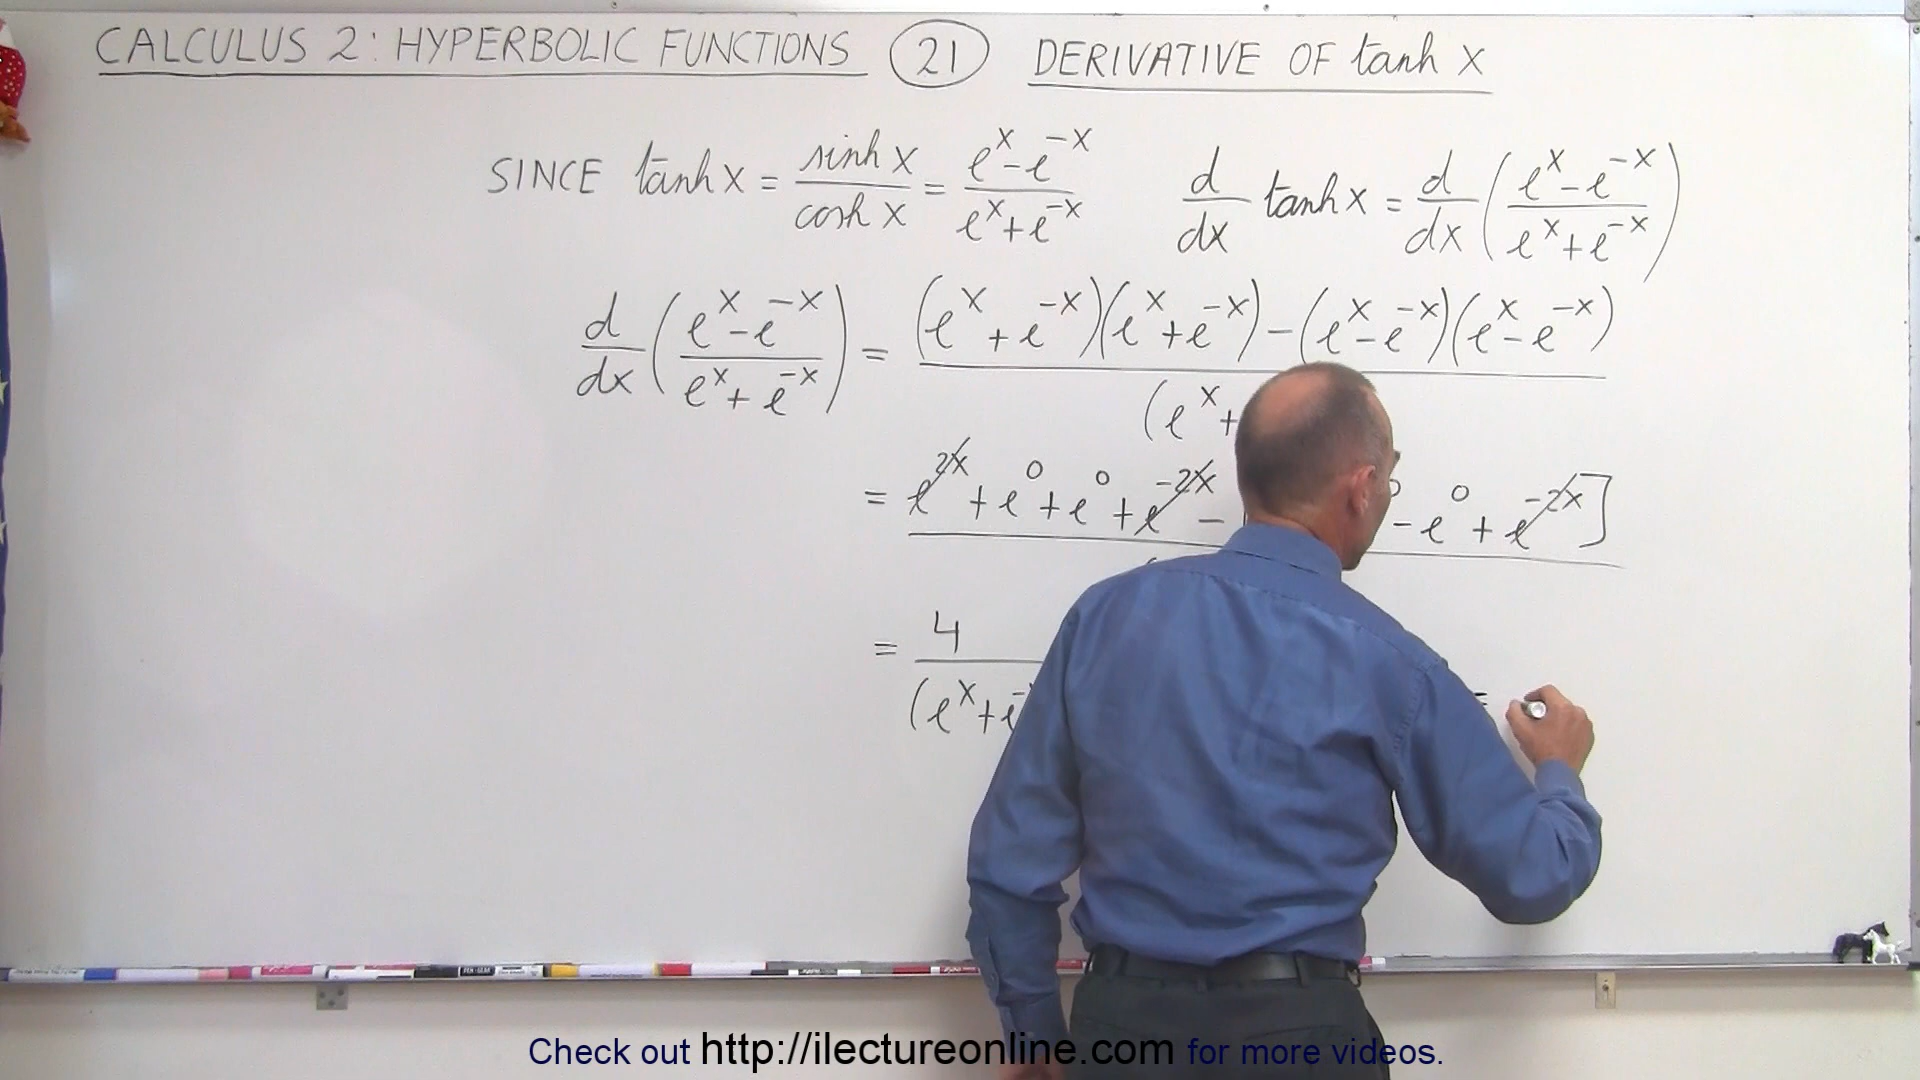 CALCULUS 2: HYPERBOLIC FUNCTIONS (21) DERIVATIVE OF tanh x
SINCE tanh x = sinh x / cosh x = e^x - e^-x / e^x + e^-x   d/dx tanh x = d/dx (e^x - e^-x / e^x + e^-x)
d/dx (e^x - e^-x / e^x + e^-x) = (e^x + e^-x)(e^x + e^-x) - (e^x - e^-x)(e^x - e^-x) / (e^x +
= e^2x + e^0 + e^0 + e^-2x - - e^0 + e^-2x]
= 4 / (e^x + e^- =
Check out http://ilectureonline.com for more videos.